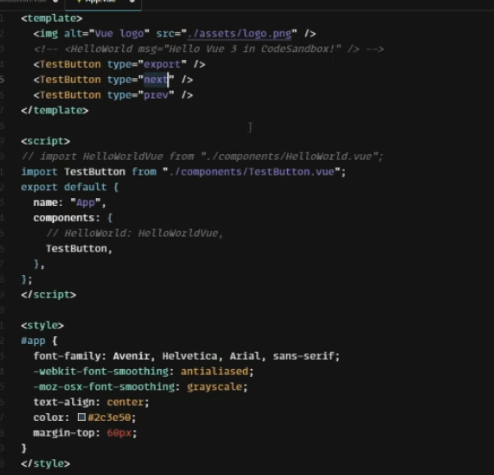 <template>
<img alt="Vue logo" src="./assets/logo.png" />
<!-- <HelloWorld msg="Hello Vue 3 in CodeSandbox!" /> -->
<TestButton type="export" />
<TestButton type="next" />
<TestButton type="prev" />
</template>
<script>
// import HelloWorldVue from "./components/HelloWorld.vue";
import TestButton from "./components/TestButton.vue";
export default {
name: "App",
components: {
// HelloWorld: HelloWorldVue,
TestButton,
},
};
</script>
<style>
#app {
font-family: Avenir, Helvetica, Arial, sans-serif;
-webkit-font-smoothing: antialiased;
-moz-osx-font-smoothing: grayscale;
text-align: center;
color: #2c3e50;
margin-top: 60px;
}
</style>